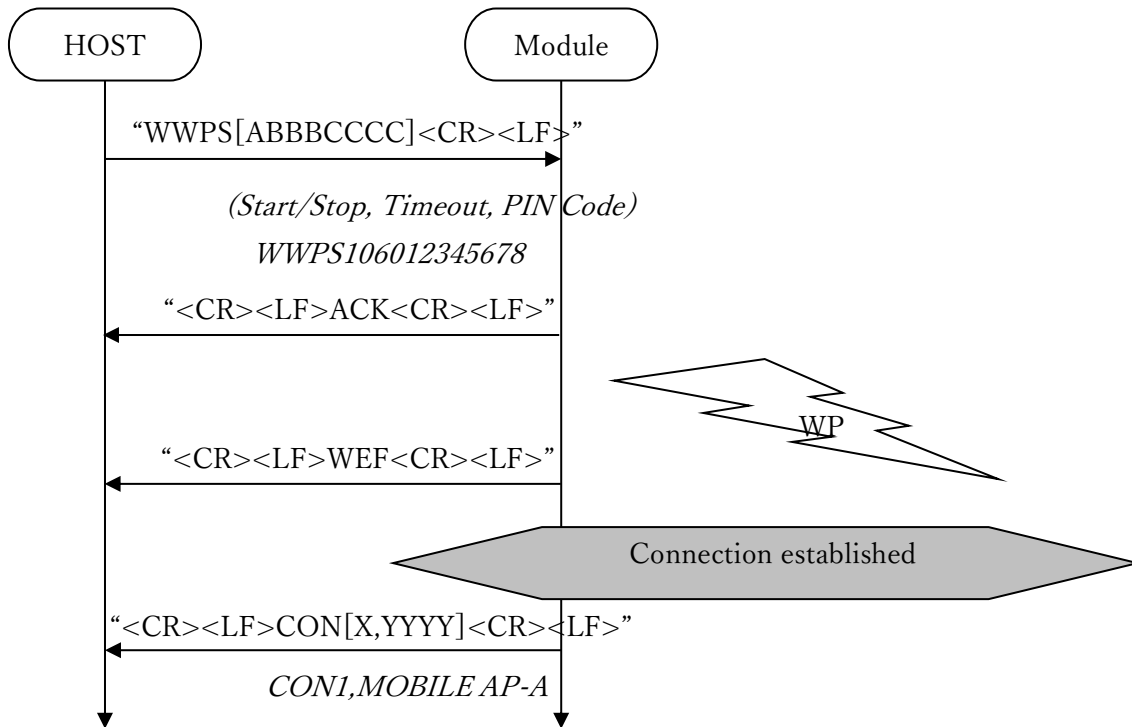 HOST
Module
“WWPS[ABBBCCCC]<CR><LF>”
(Start/Stop, Timeout, PIN Code)
WWPS106012345678
“<CR><LF>ACK<CR><LF>”
WP
“<CR><LF>WEF<CR><LF>”
Connection established
“<CR><LF>CON[X,YYYY]<CR><LF>”
CON1,MOBILE AP-A